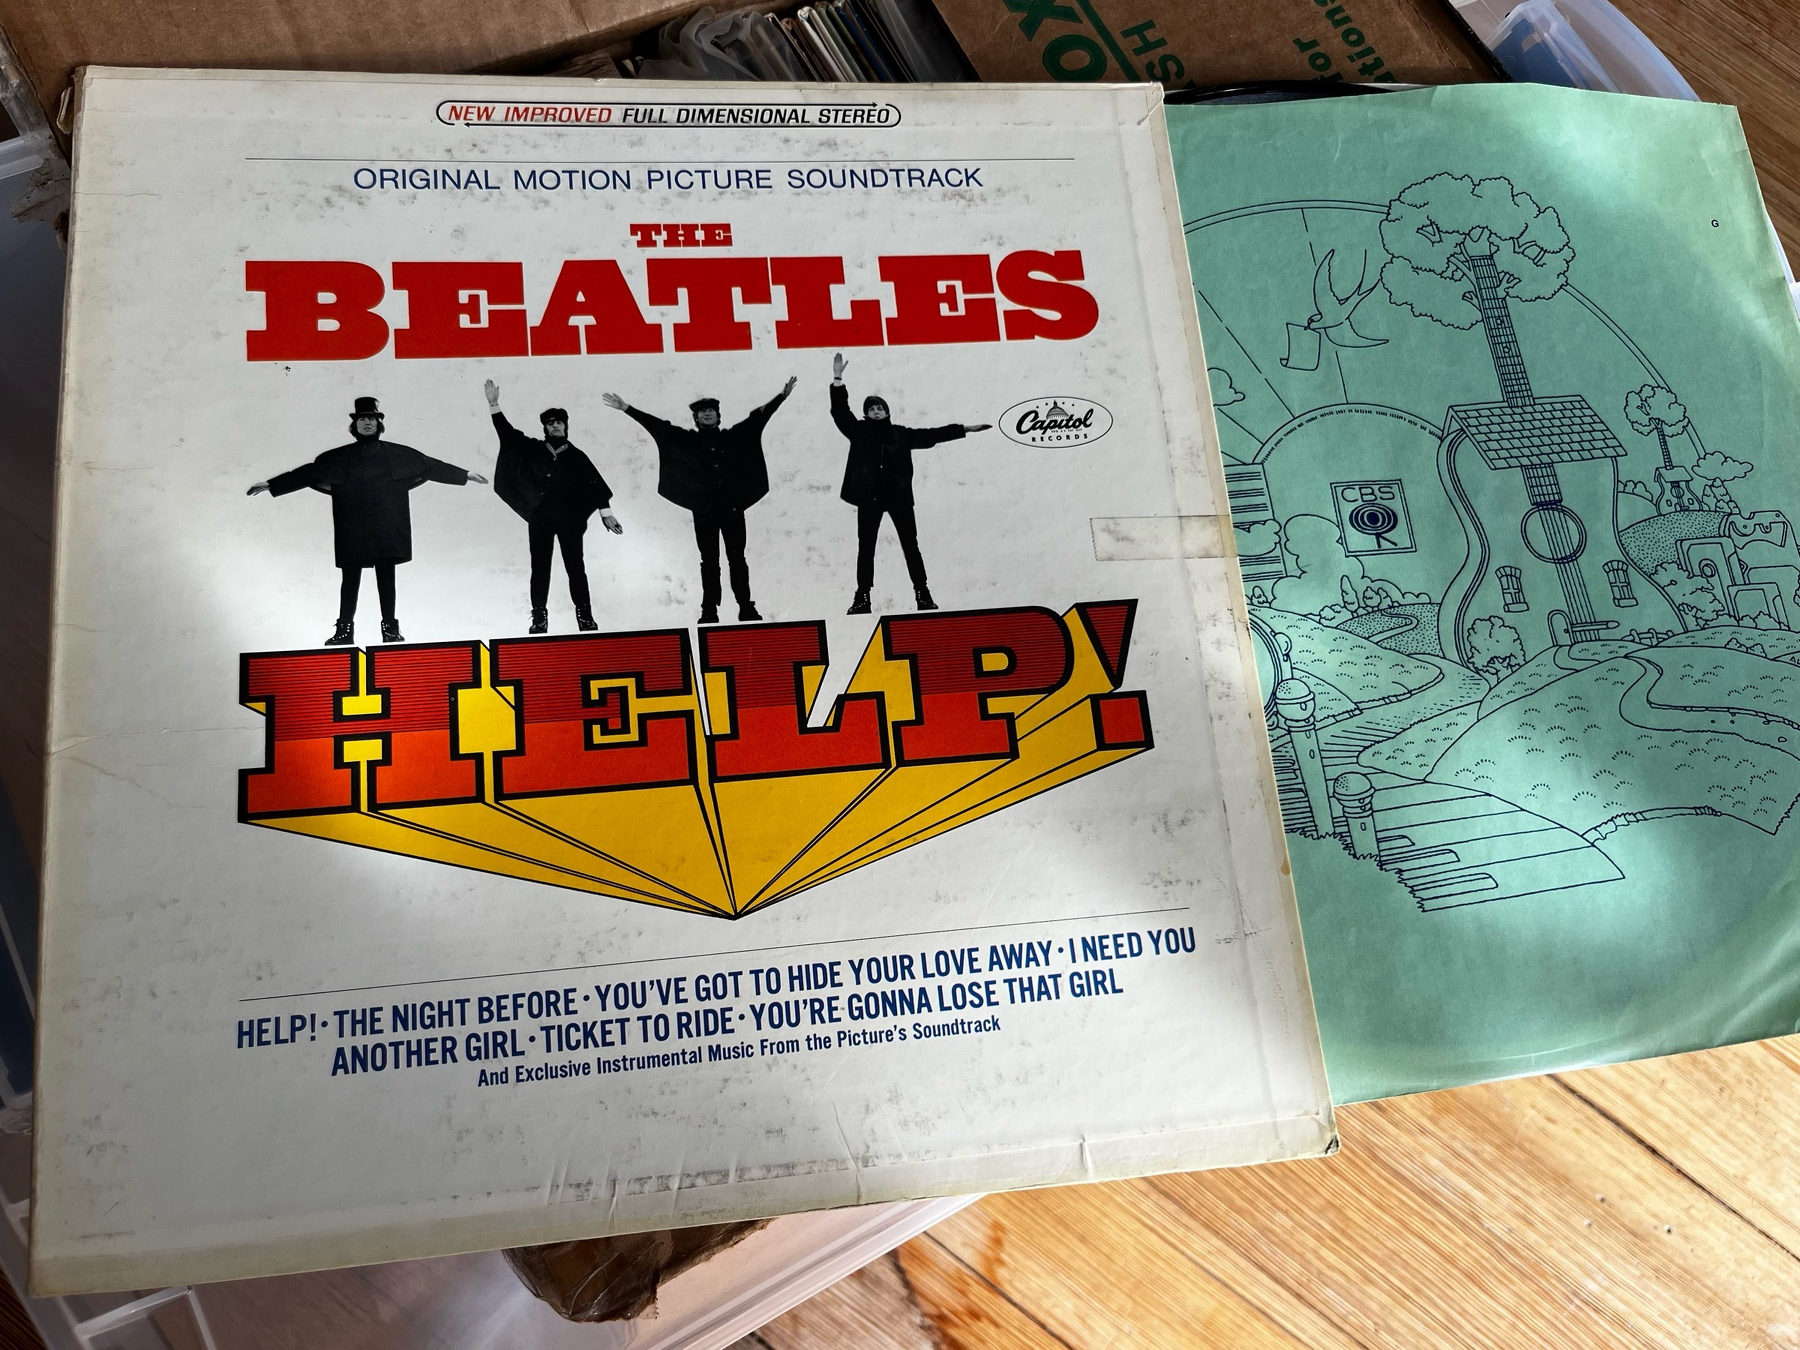 NEW IMPROVED FULL DIMENSIONAL STEREO
ORIGINAL MOTION PICTURE SOUNDTRACK
THE
BEATLES
Capitol
RECORDS
HELP!
HELP! · THE NIGHT BEFORE · YOU'VE GOT TO HIDE YOUR LOVE AWAY · I NEED YOU
ANOTHER GIRL · TICKET TO RIDE · YOU'RE GONNA LOSE THAT GIRL
And Exclusive Instrumental Music From the Picture's Soundtrack
G
CBS